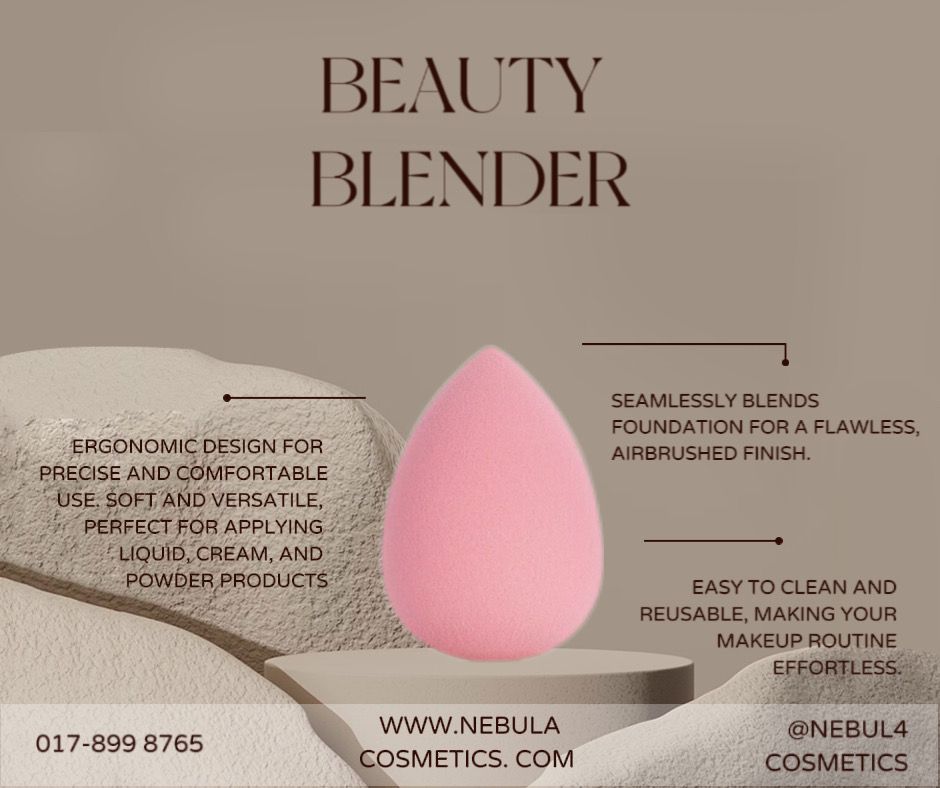 BEAUTY
BLENDER
ERGONOMIC DESIGN FOR
PRECISE AND COMFORTABLE
USE. SOFT AND VERSATILE,
PERFECT FOR APPLYING
LIQUID, CREAM, AND
POWDER PRODUCTS
SEAMLESSLY BLENDS
FOUNDATION FOR A FLAWLESS,
AIRBRUSHED FINISH.
EASY TO CLEAN AND
REUSABLE, MAKING YOUR
MAKEUP ROUTINE
EFFORTLESS.
017-899 8765
WWW.NEBULA
COSMETICS. COM
@NEBUL4
COSMETICS